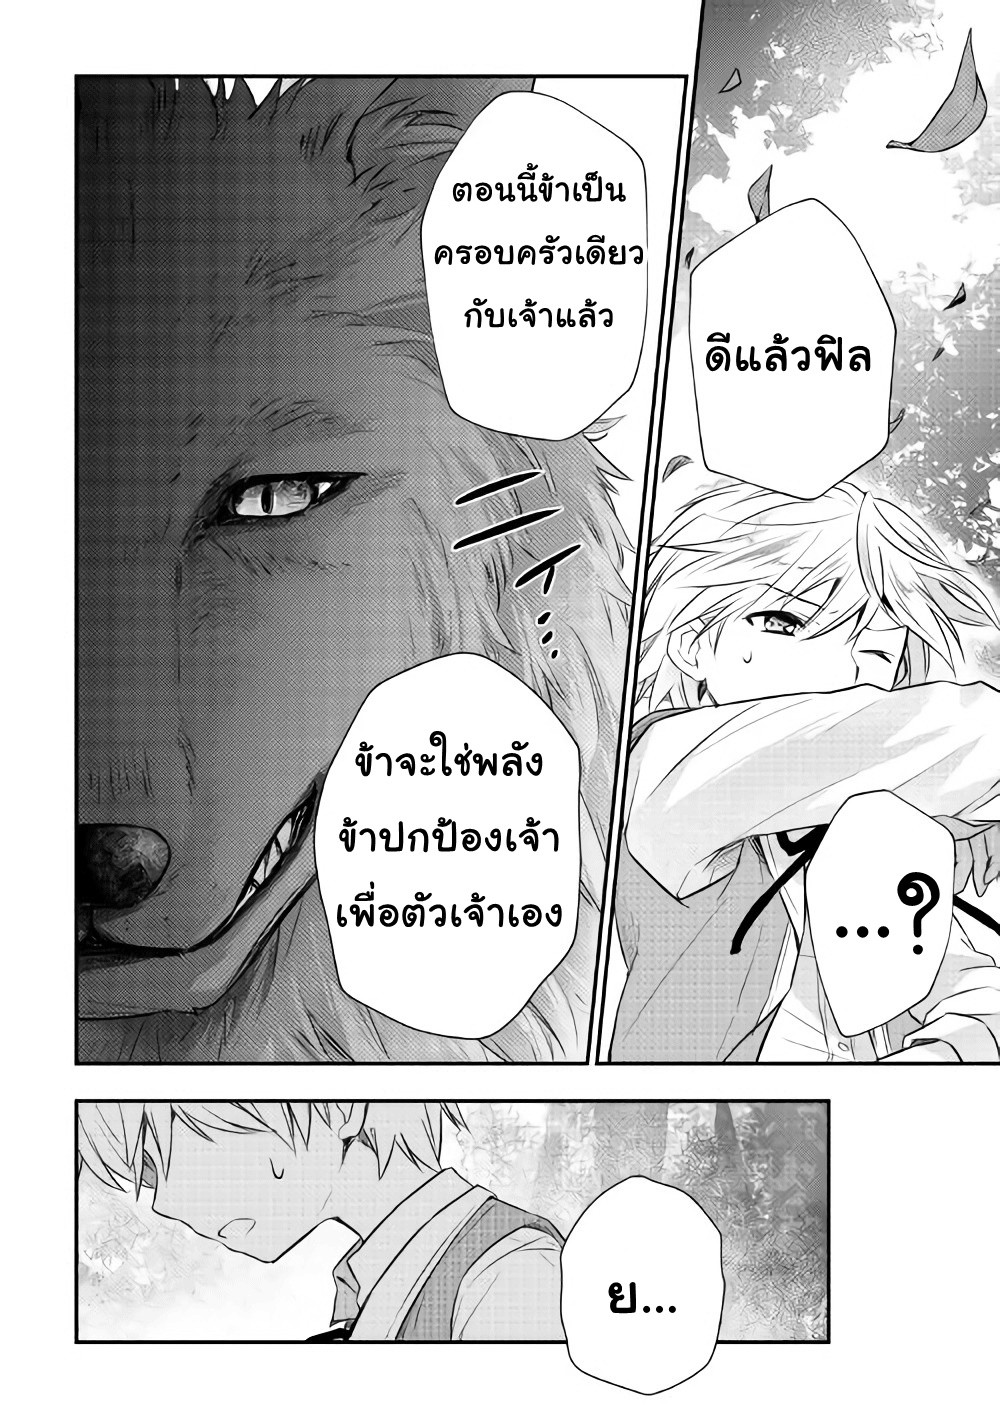 ดีแล้วฟิล
...?
ตอนนี้ข้าเป็น
ครอบครัวเดียว
กับเจ้าแล้ว
ข้าจะใช่พลัง
ข้าปกป้องเจ้า
เพื่อตัวเจ้าเอง
ย...